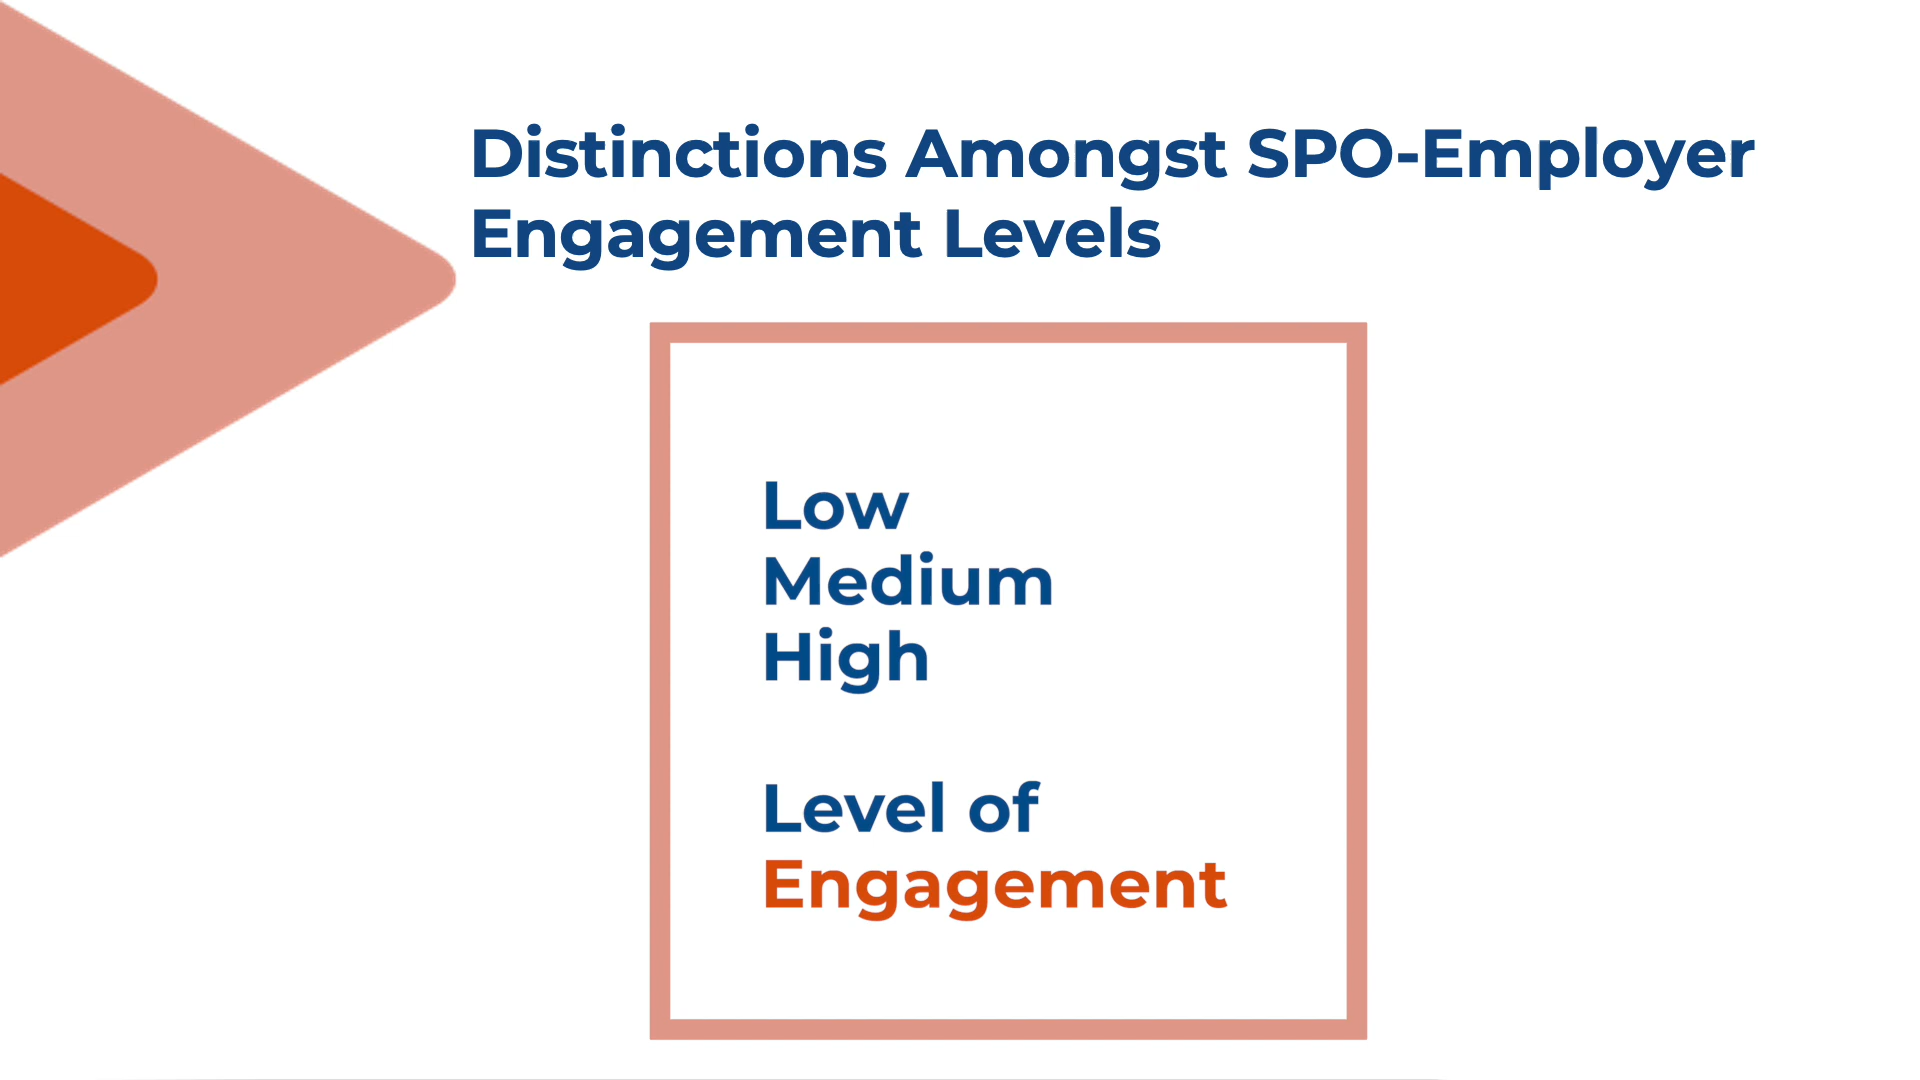 Distinctions Amongst SPO-Employer
Engagement Levels
Low
Medium
High
Level of
Engagement